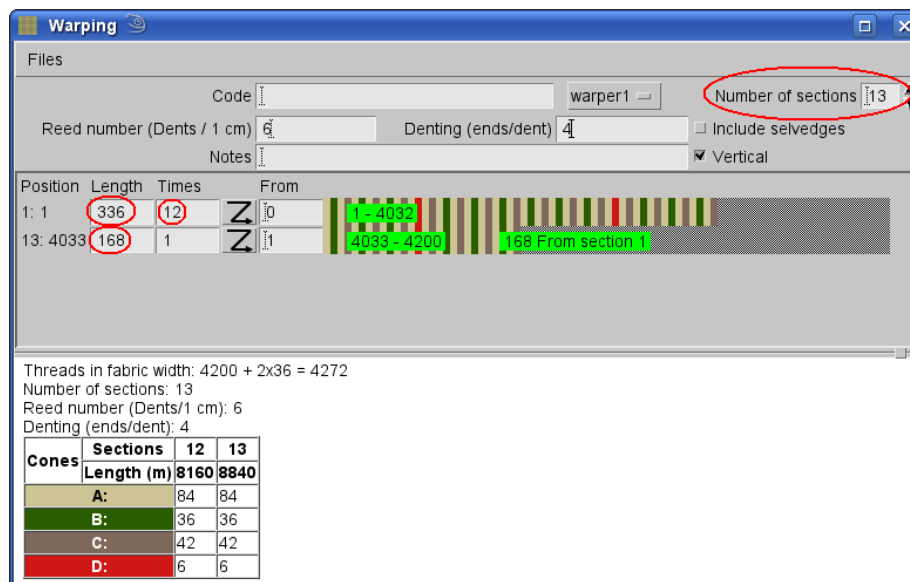 Warping
Files
Code warper1 Number of sections 13
Reed number (Dents / 1 cm) 6 Denting (ends/dent) 4 Include selvedges
Notes Vertical
Position Length Times From
1: 1 336 12 0 1 - 4032
13: 4033 168 1 1 4033 - 4200 168 From section 1
Threads in fabric width: 4200 + 2x36 = 4272
Number of sections: 13
Reed number (Dents/1 cm): 6
Denting (ends/dent): 4
Cones Sections 12 13
Length (m) 8160 8840
A: 84 84
B: 36 36
C: 42 42
D: 6 6